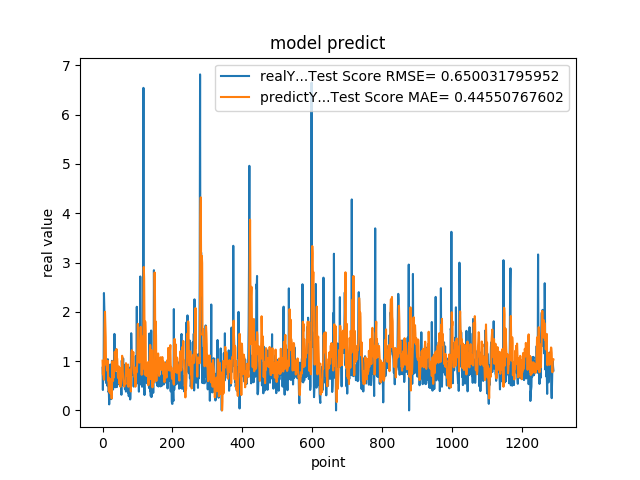 model predict
realY...Test Score RMSE= 0.650031795952
predictY...Test Score MAE= 0.44550767602
7
6
5
4
3
2
1
0
real value
0 200 400 600 800 1000 1200
point